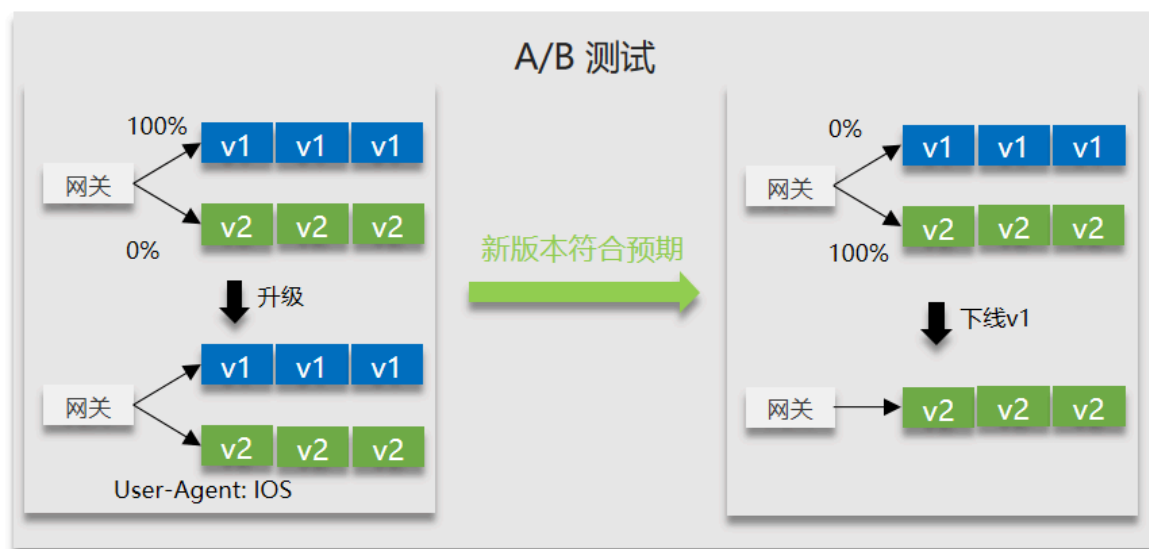 A/B 测试
100%
v1 v1 v1
网关
v2 v2 v2
0%
升级
v1 v1 v1
网关
v2 v2 v2
User-Agent: IOS
新版本符合预期
0%
v1 v1 v1
网关
v2 v2 v2
100%
下线v1
网关
v2 v2 v2